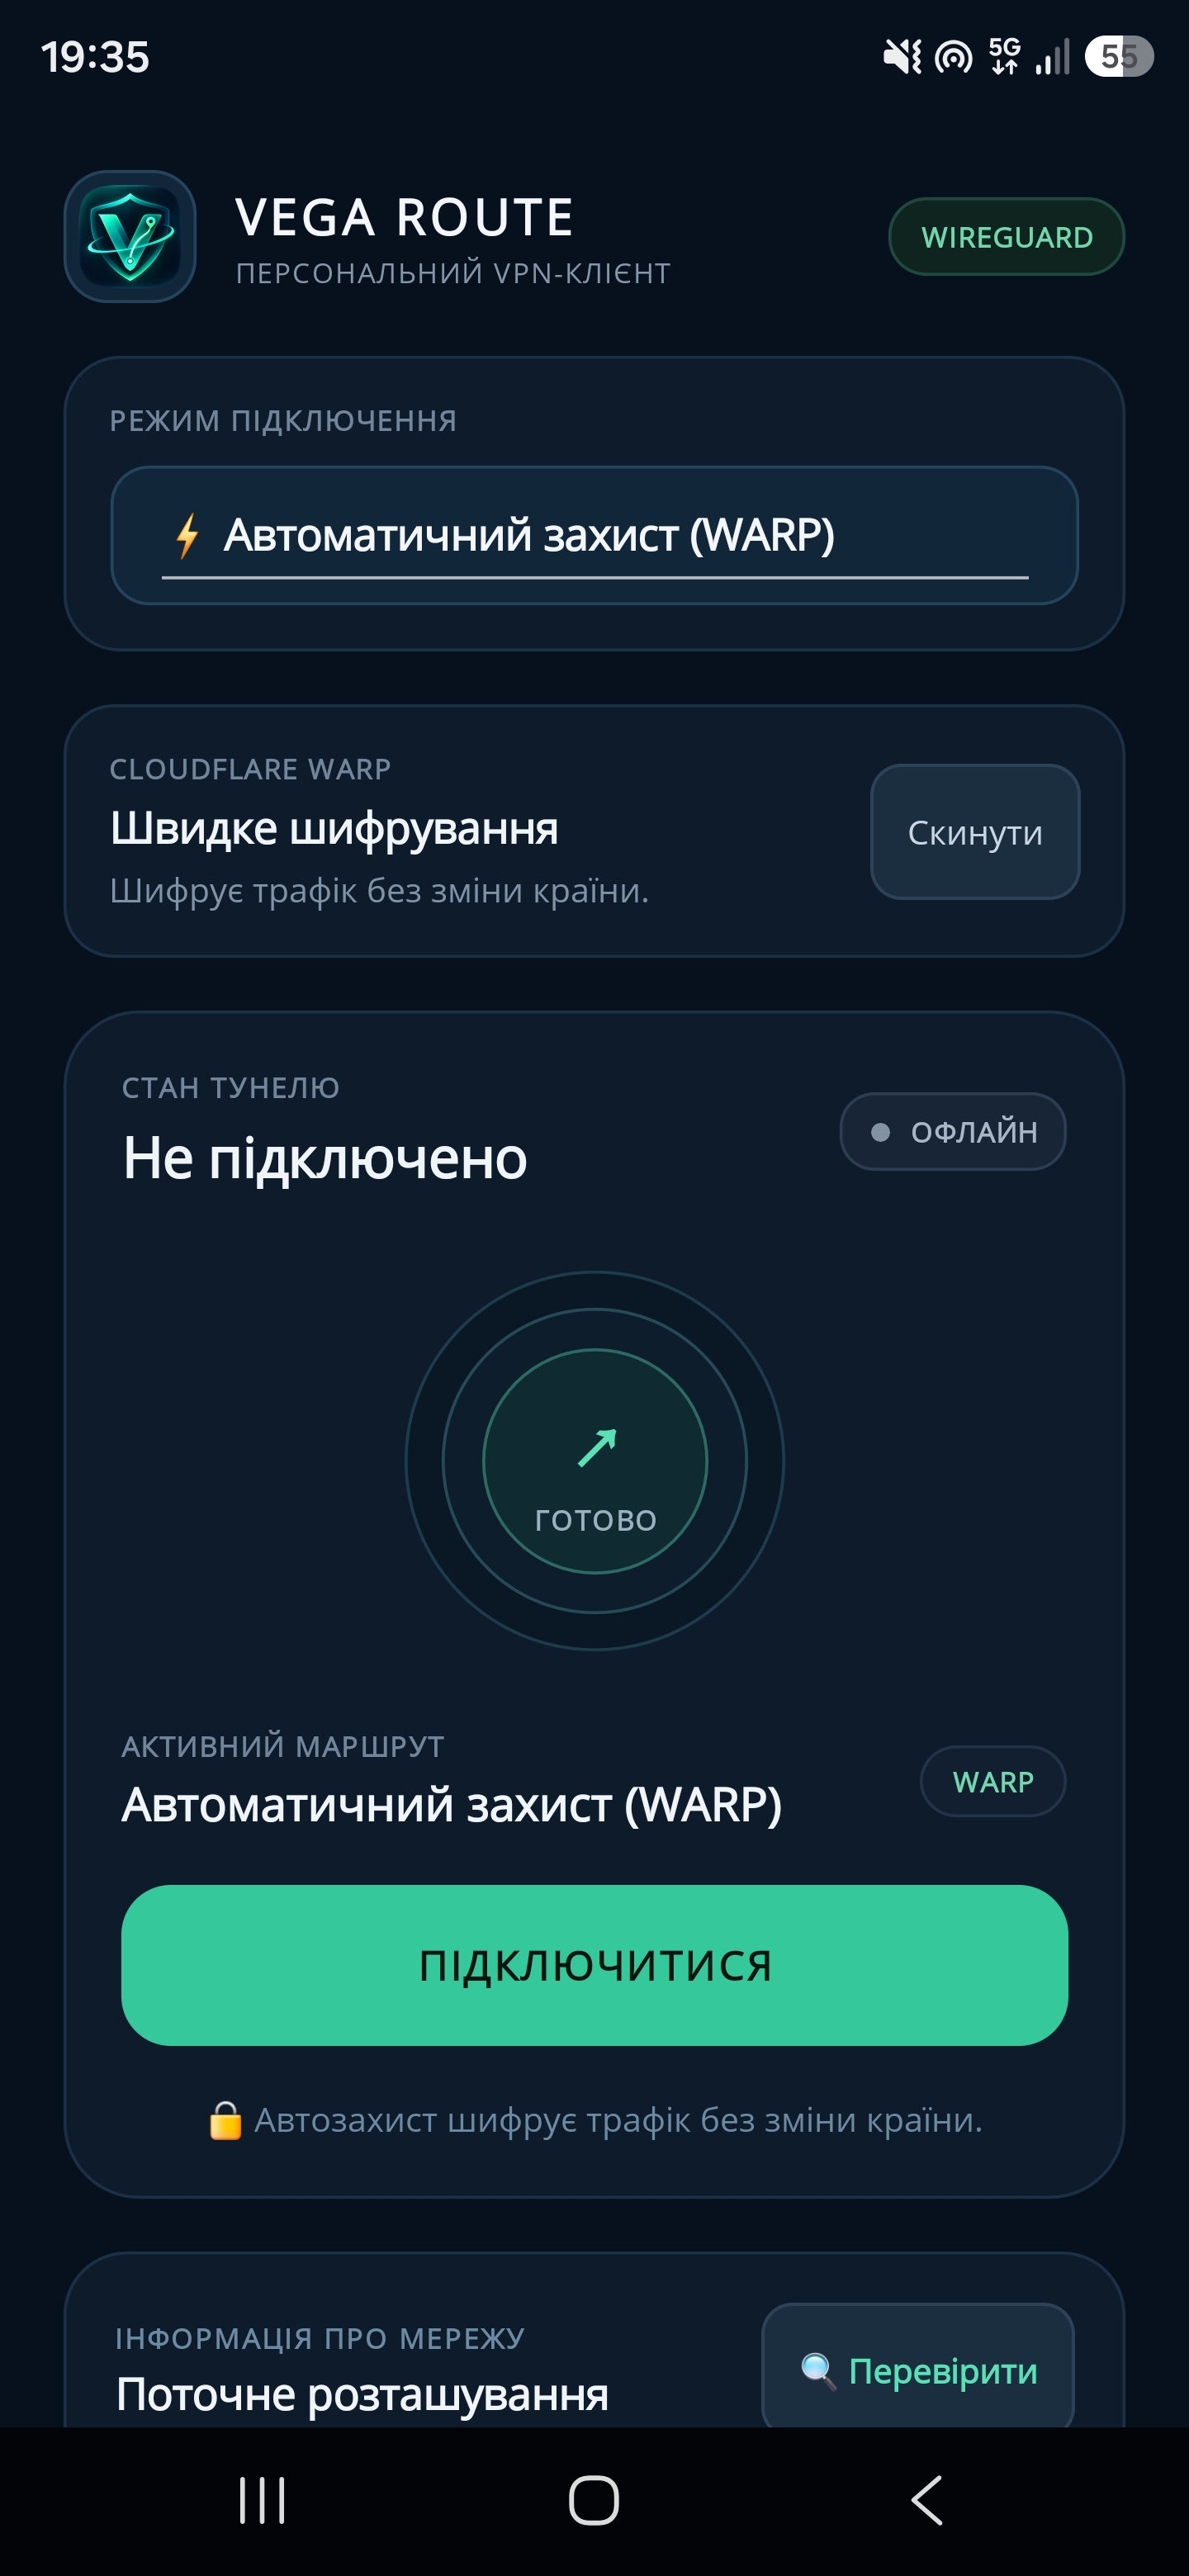 19:35
5G
55
VEGA ROUTE
ПЕРСОНАЛЬНИЙ VPN-КЛІЄНТ
WIREGUARD
РЕЖИМ ПІДКЛЮЧЕННЯ
⚡ Автоматичний захист (WARP)
CLOUDFLARE WARP
Швидке шифрування
Шифрує трафік без зміни країни.
Скинути
СТАН ТУНЕЛЮ
Не підключено
ОФЛАЙН
↗
ГОТОВО
АКТИВНИЙ МАРШРУТ
Автоматичний захист (WARP)
WARP
ПІДКЛЮЧИТИСЯ
🔒 Автозахист шифрує трафік без зміни країни.
ІНФОРМАЦІЯ ПРО МЕРЕЖУ
Поточне розташування
🔍 Перевірити